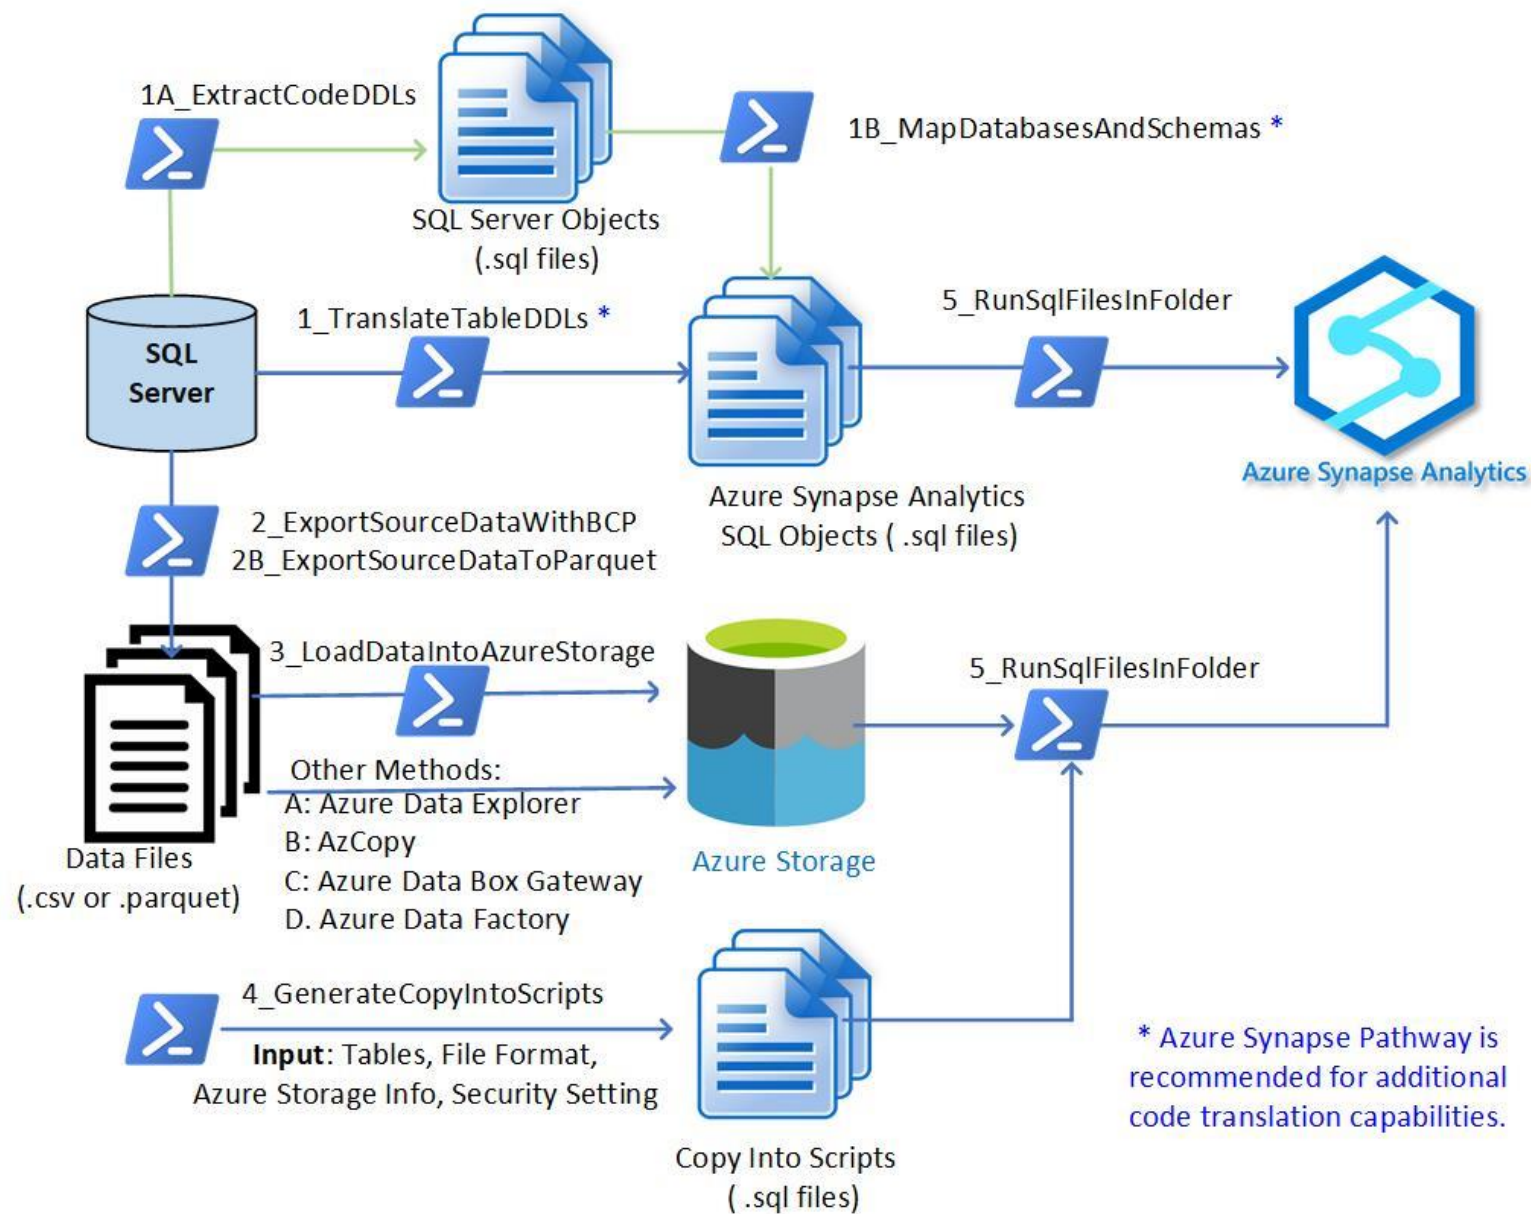 1A_ExtractCodeDDLs
1B_MapDatabasesAndSchemas *
SQL Server Objects
(.sql files)
1_TranslateTableDDLs *
5_RunSqlFilesInFolder
SQL
Server
Azure Synapse Analytics
Azure Synapse Analytics
SQL Objects ( .sql files)
2_ExportSourceDataWithBCP
2B_ExportSourceDataToParquet
3_LoadDataIntoAzureStorage
5_RunSqlFilesInFolder
Other Methods:
A: Azure Data Explorer
B: AzCopy
C: Azure Data Box Gateway
D. Azure Data Factory
Data Files
(.csv or .parquet)
Azure Storage
4_GenerateCopyIntoScripts
Input: Tables, File Format,
Azure Storage Info, Security Setting
* Azure Synapse Pathway is
recommended for additional
code translation capabilities.
Copy Into Scripts
( .sql files)